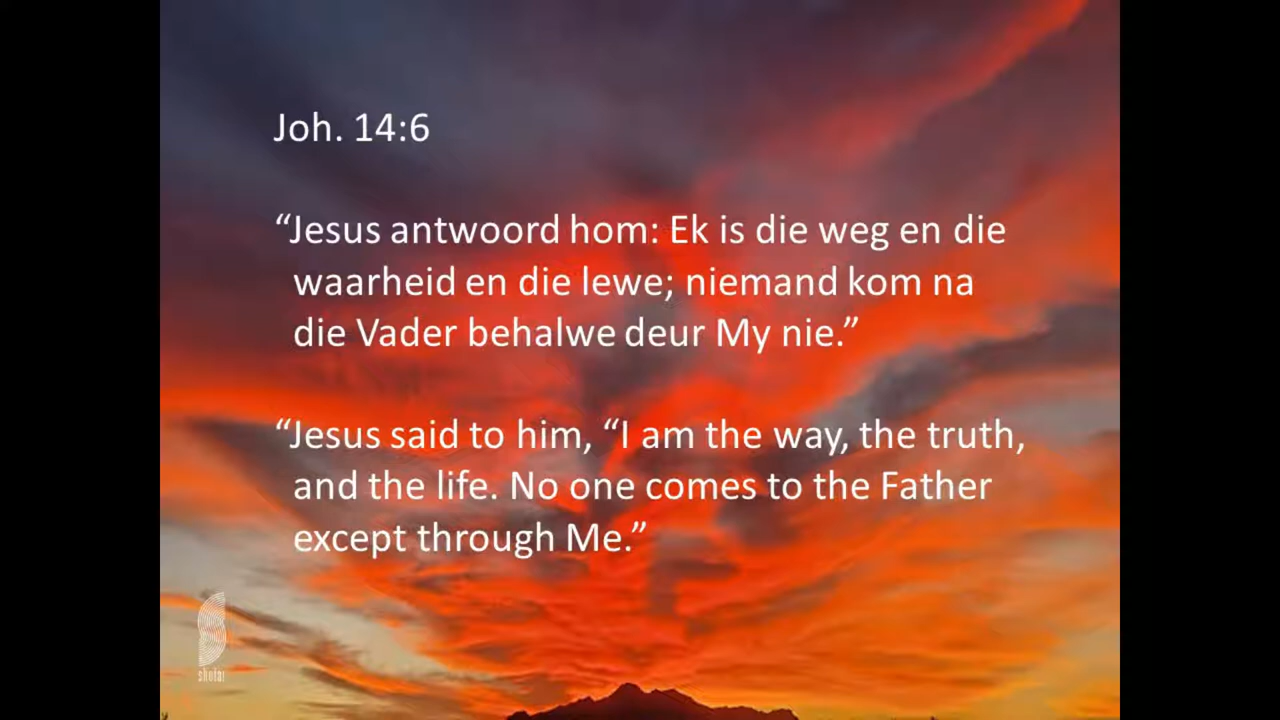 Joh. 14:6
“Jesus antwoord hom: Ek is die weg en die
waarheid en die lewe; niemand kom na
die Vader behalwe deur My nie.”
“Jesus said to him, “I am the way, the truth,
and the life. No one comes to the Father
except through Me.”
shofar